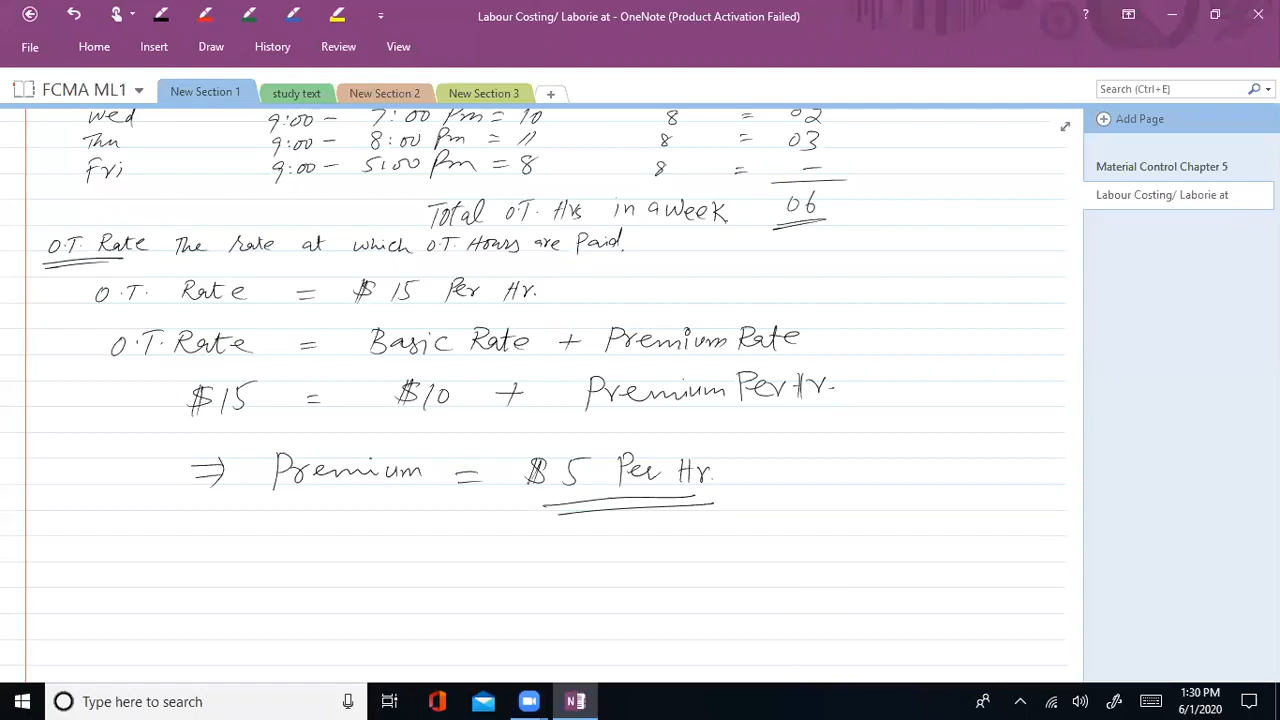 Labour Costing/ Laborie at - OneNote (Product Activation Failed)
File Home Insert Draw History Review View
FCMA ML1 New Section 1 study text New Section 2 New Section 3
Search (Ctrl+E)
Add Page
Material Control Chapter 5
Labour Costing/ Laborie at
Wed 9:00 - 7:00 Pm = 10 8 = 02
Thu 9:00 - 8:00 Pm = 11 8 = 03
Fri 9:00 - 5:00 Pm = 8 8 = -
Total O.T. Hrs in a week 06
O.T. Rate The rate at which O.T. Hours are Paid.
O.T. Rate = $ 15 Per Hr.
O.T. Rate = Basic Rate + Premium Rate
$15 = $10 + Premium Per Hr.
⇒ Premium = $ 5 Per Hr.
Type here to search
1:30 PM
6/1/2020